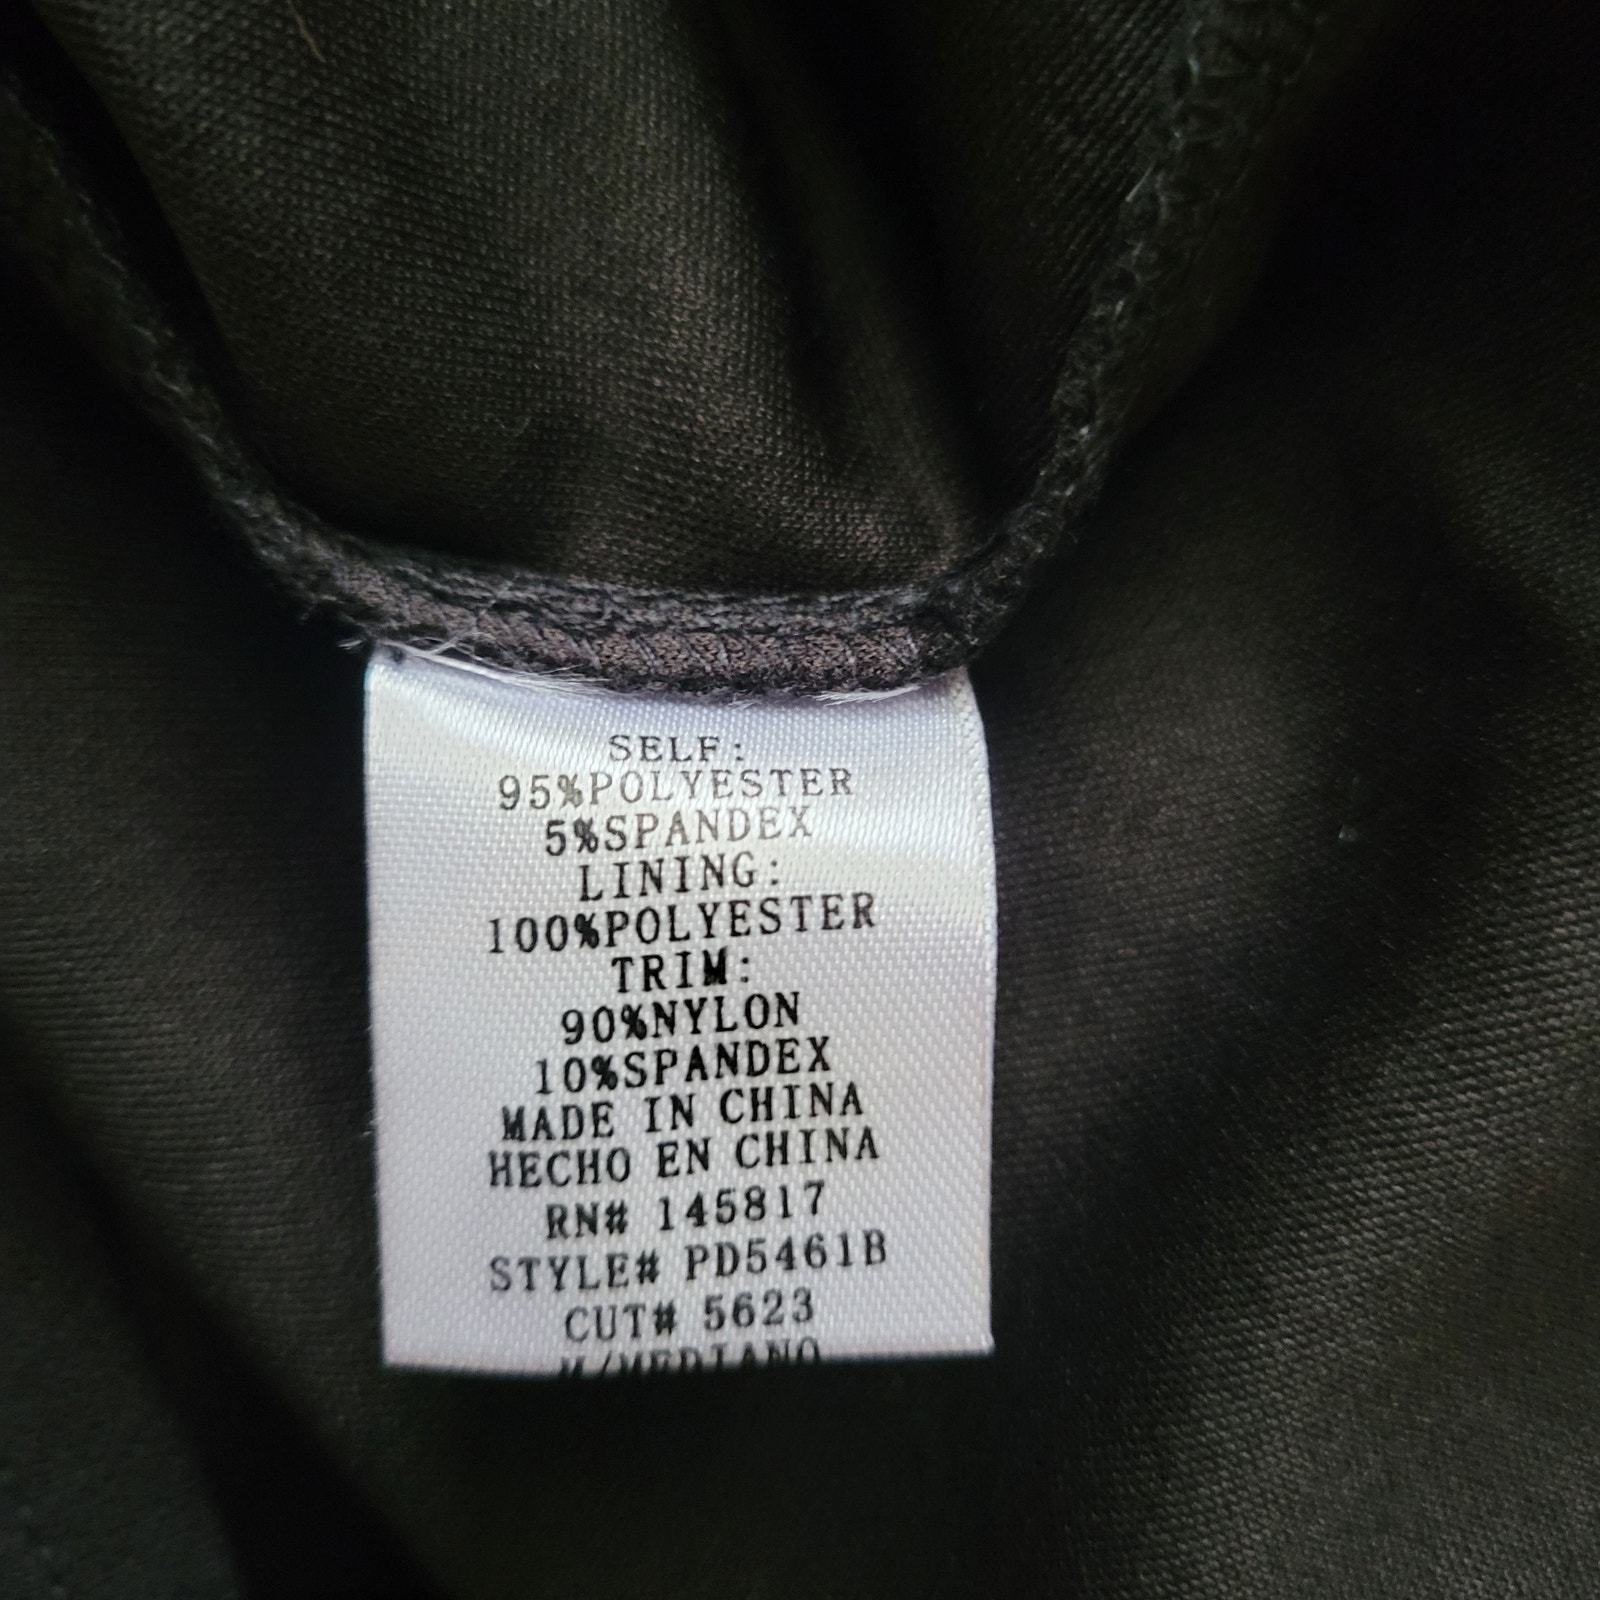 SELF:
95%POLYESTER
5%SPANDEX
LINING:
100%POLYESTER
TRIM:
90%NYLON
10%SPANDEX
MADE IN CHINA
HECHO EN CHINA
RN# 145817
STYLE# PD5461B
CUT# 5623
M/MEDIANO